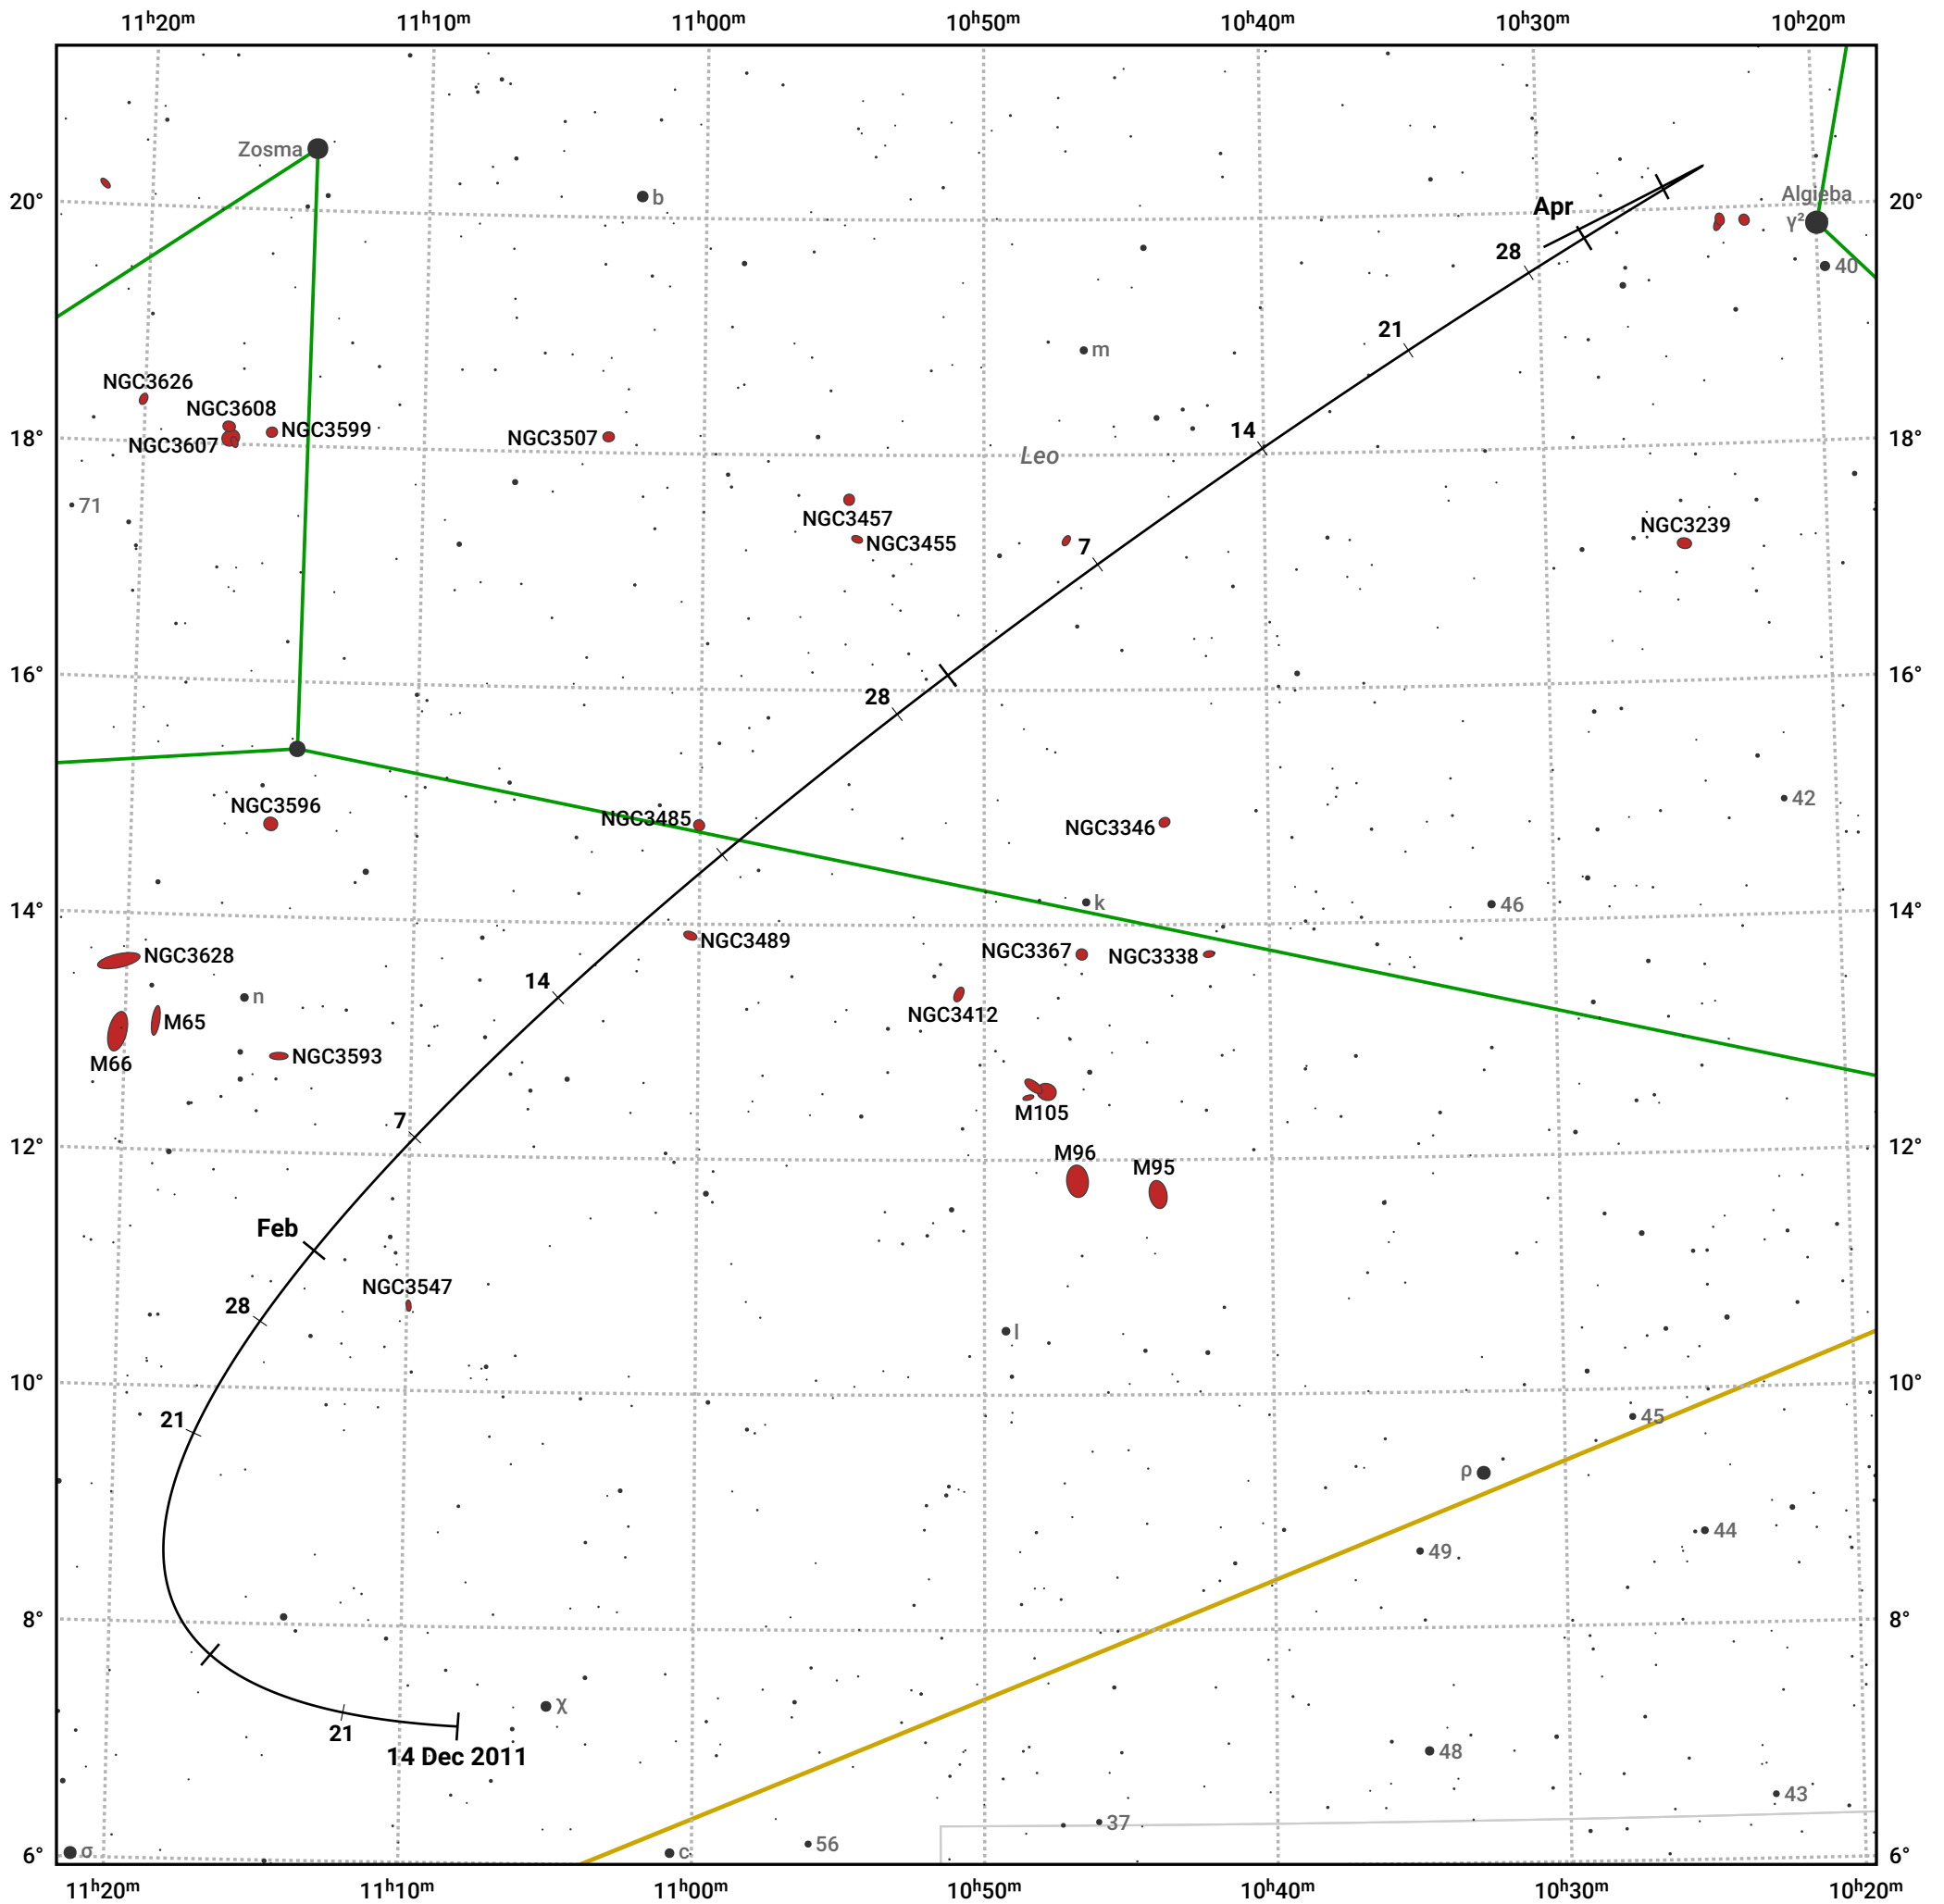 11ʰ20ᵐ 11ʰ10ᵐ 11ʰ00ᵐ 10ʰ50ᵐ 10ʰ40ᵐ 10ʰ30ᵐ 10ʰ20ᵐ
Zosma
Algieba
20° b Apr γ² 20°
28 40
21
m
NGC3626
NGC3608
NGC3599 14
18° NGC3607 NGC3507 Leo 18°
71
NGC3457 NGC3239
NGC3455 7
16° 28 16°
NGC3596 NGC3485 NGC3346 42
14° k 46 14°
NGC3628 NGC3489 NGC3367 NGC3338
14
n NGC3412
M65
M66 NGC3593
7 M105
12° M96 M95 12°
Feb
NGC3547
28 l
10° 10°
21 45
ρ
44
49
8° 8°
χ
21
14 Dec 2011 48
43
37
6° σ c 56 6°
11ʰ20ᵐ 11ʰ10ᵐ 11ʰ00ᵐ 10ʰ50ᵐ 10ʰ40ᵐ 10ʰ30ᵐ 10ʰ20ᵐ